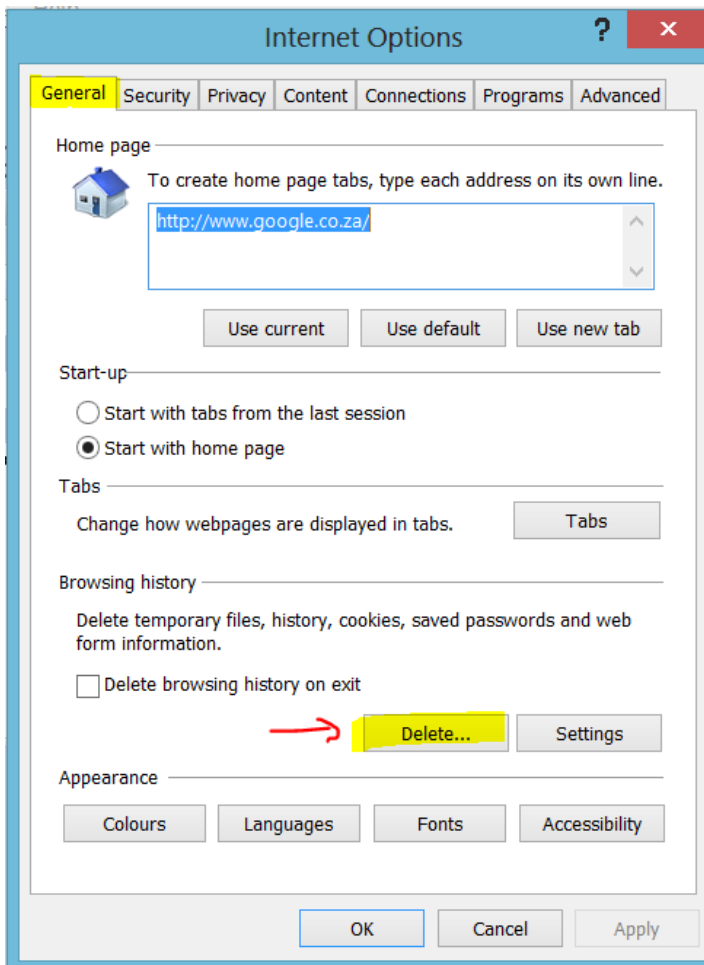 Internet Options
?
x
General Security Privacy Content Connections Programs Advanced
Home page
To create home page tabs, type each address on its own line.
http://www.google.co.za/
Use current Use default Use new tab
Start-up
Start with tabs from the last session
Start with home page
Tabs
Change how webpages are displayed in tabs.
Tabs
Browsing history
Delete temporary files, history, cookies, saved passwords and web
form information.
Delete browsing history on exit
Delete... Settings
Appearance
Colours Languages Fonts Accessibility
OK Cancel Apply